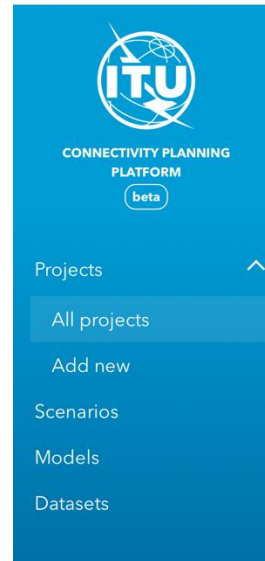 ITU
CONNECTIVITY PLANNING
PLATFORM
beta
Projects
All projects
Add new
Scenarios
Models
Datasets